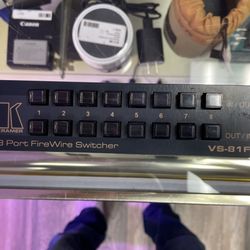 Canon
1 2 3 4 5 6 7 8
KRAMER
OUT /
8 Port FireWire Switcher
VS-81F